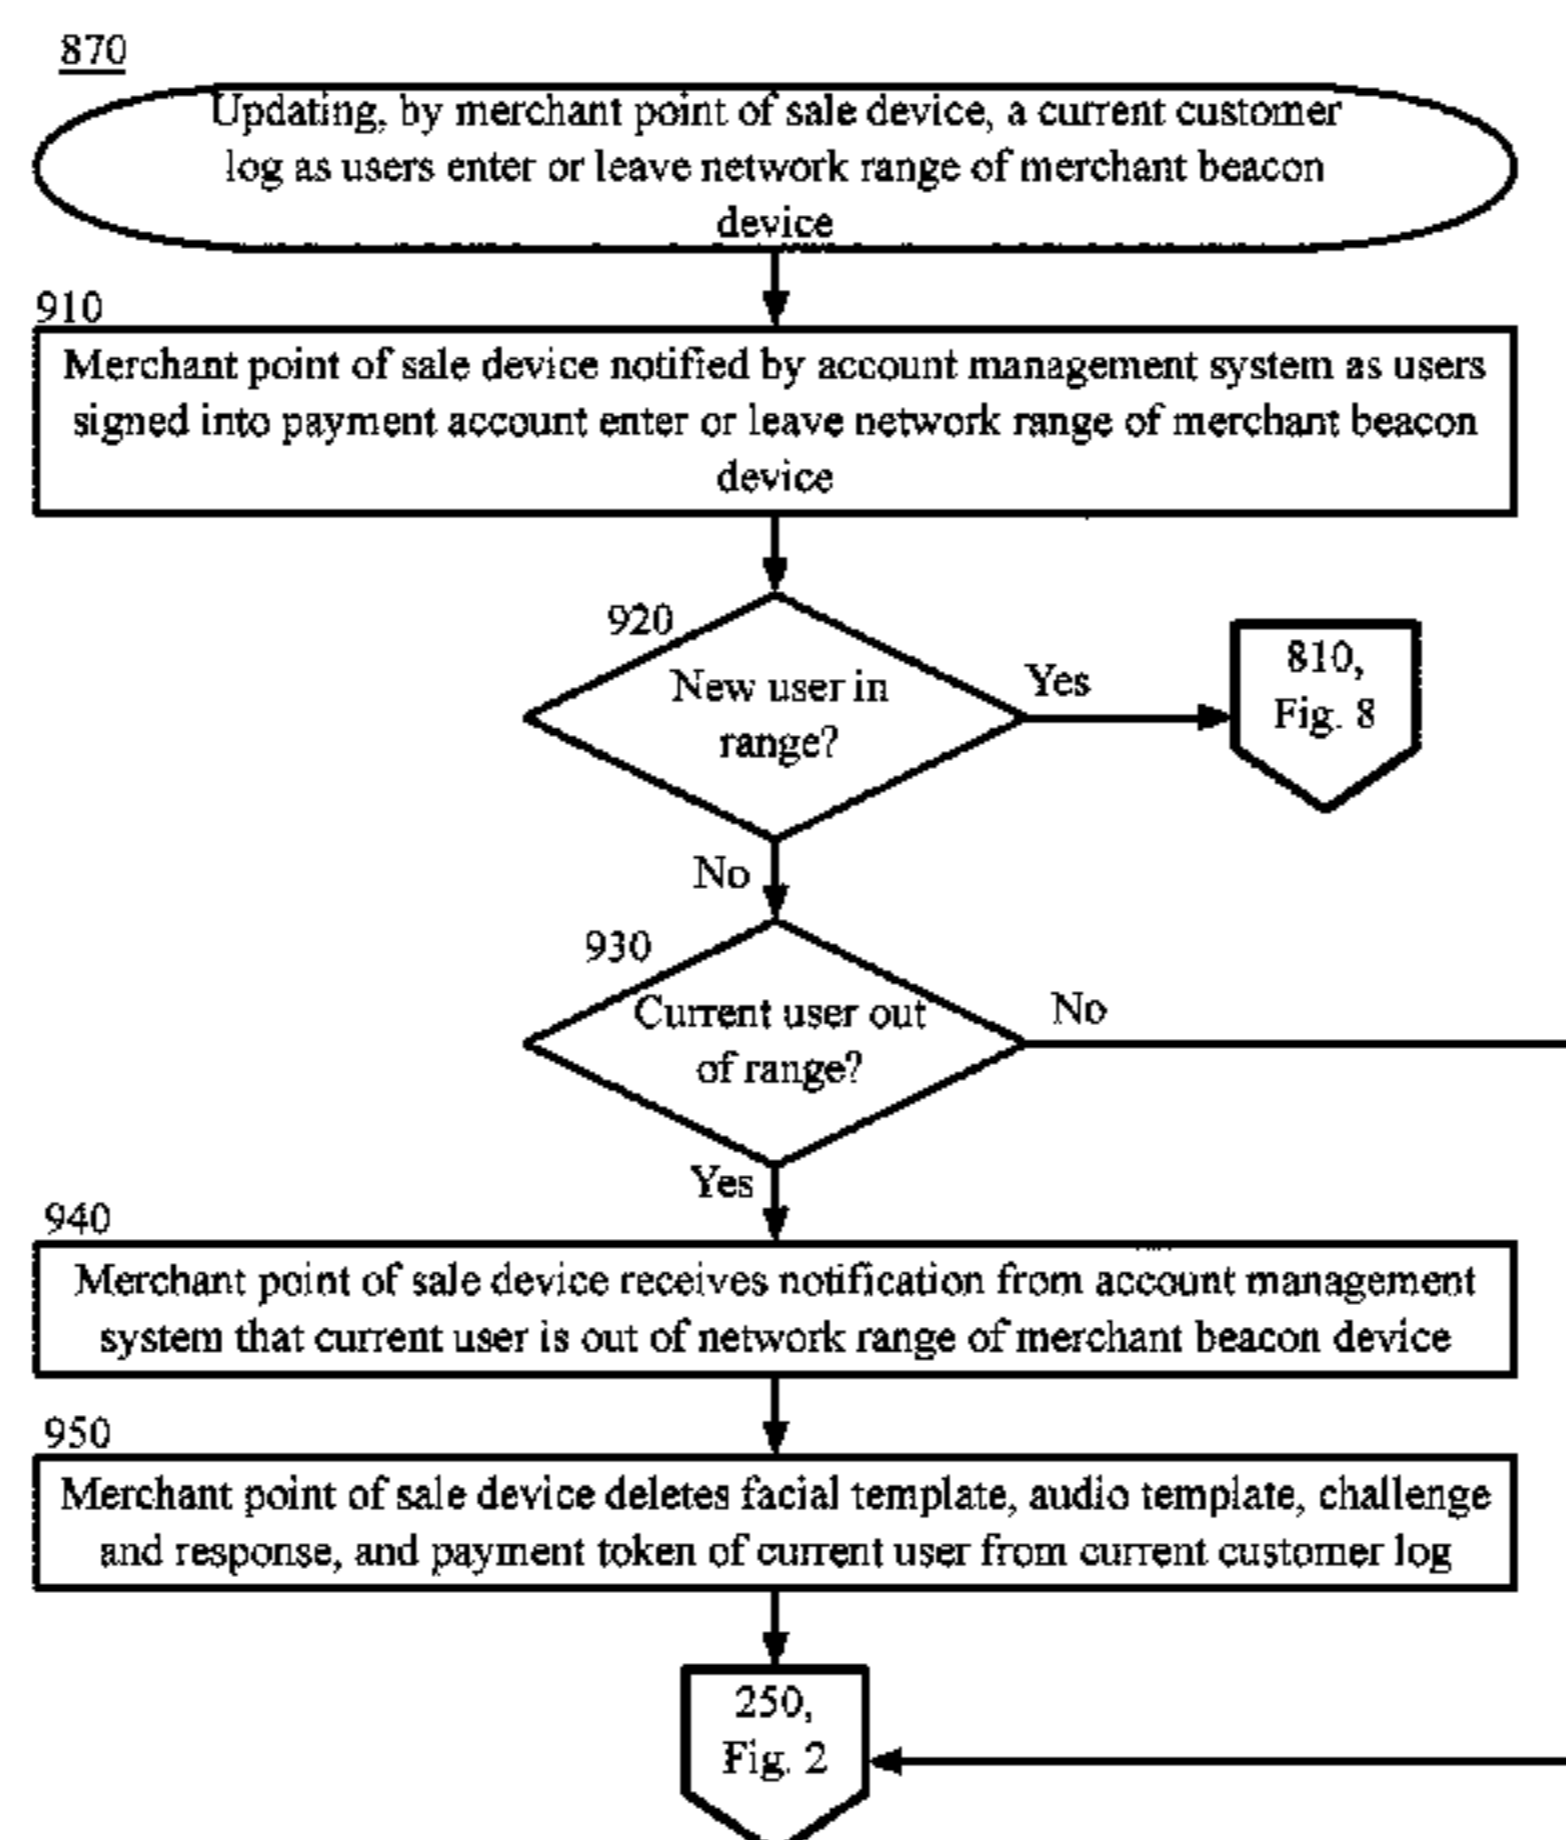 870
Updating, by merchant point of sale device, a current customer
log as users enter or leave network range of merchant beacon
device
910
Merchant point of sale device notified by account management system as users
signed into payment account enter or leave network range of merchant beacon
device
920
New user in
range?
Yes
810,
Fig. 8
No
930
Current user out
of range?
No
Yes
940
Merchant point of sale device receives notification from account management
system that current user is out of network range of merchant beacon device
950
Merchant point of sale device deletes facial template, audio template, challenge
and response, and payment token of current user from current customer log
250,
Fig. 2